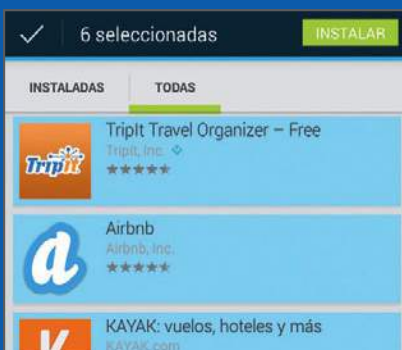 6 seleccionadas
INSTALAR
INSTALADAS
TODAS
TripIt Travel Organizer – Free
TripIt, Inc.
TripIt
Airbnb
Airbnb, Inc.
a
KAYAK: vuelos, hoteles y más
KAYAK.com
K